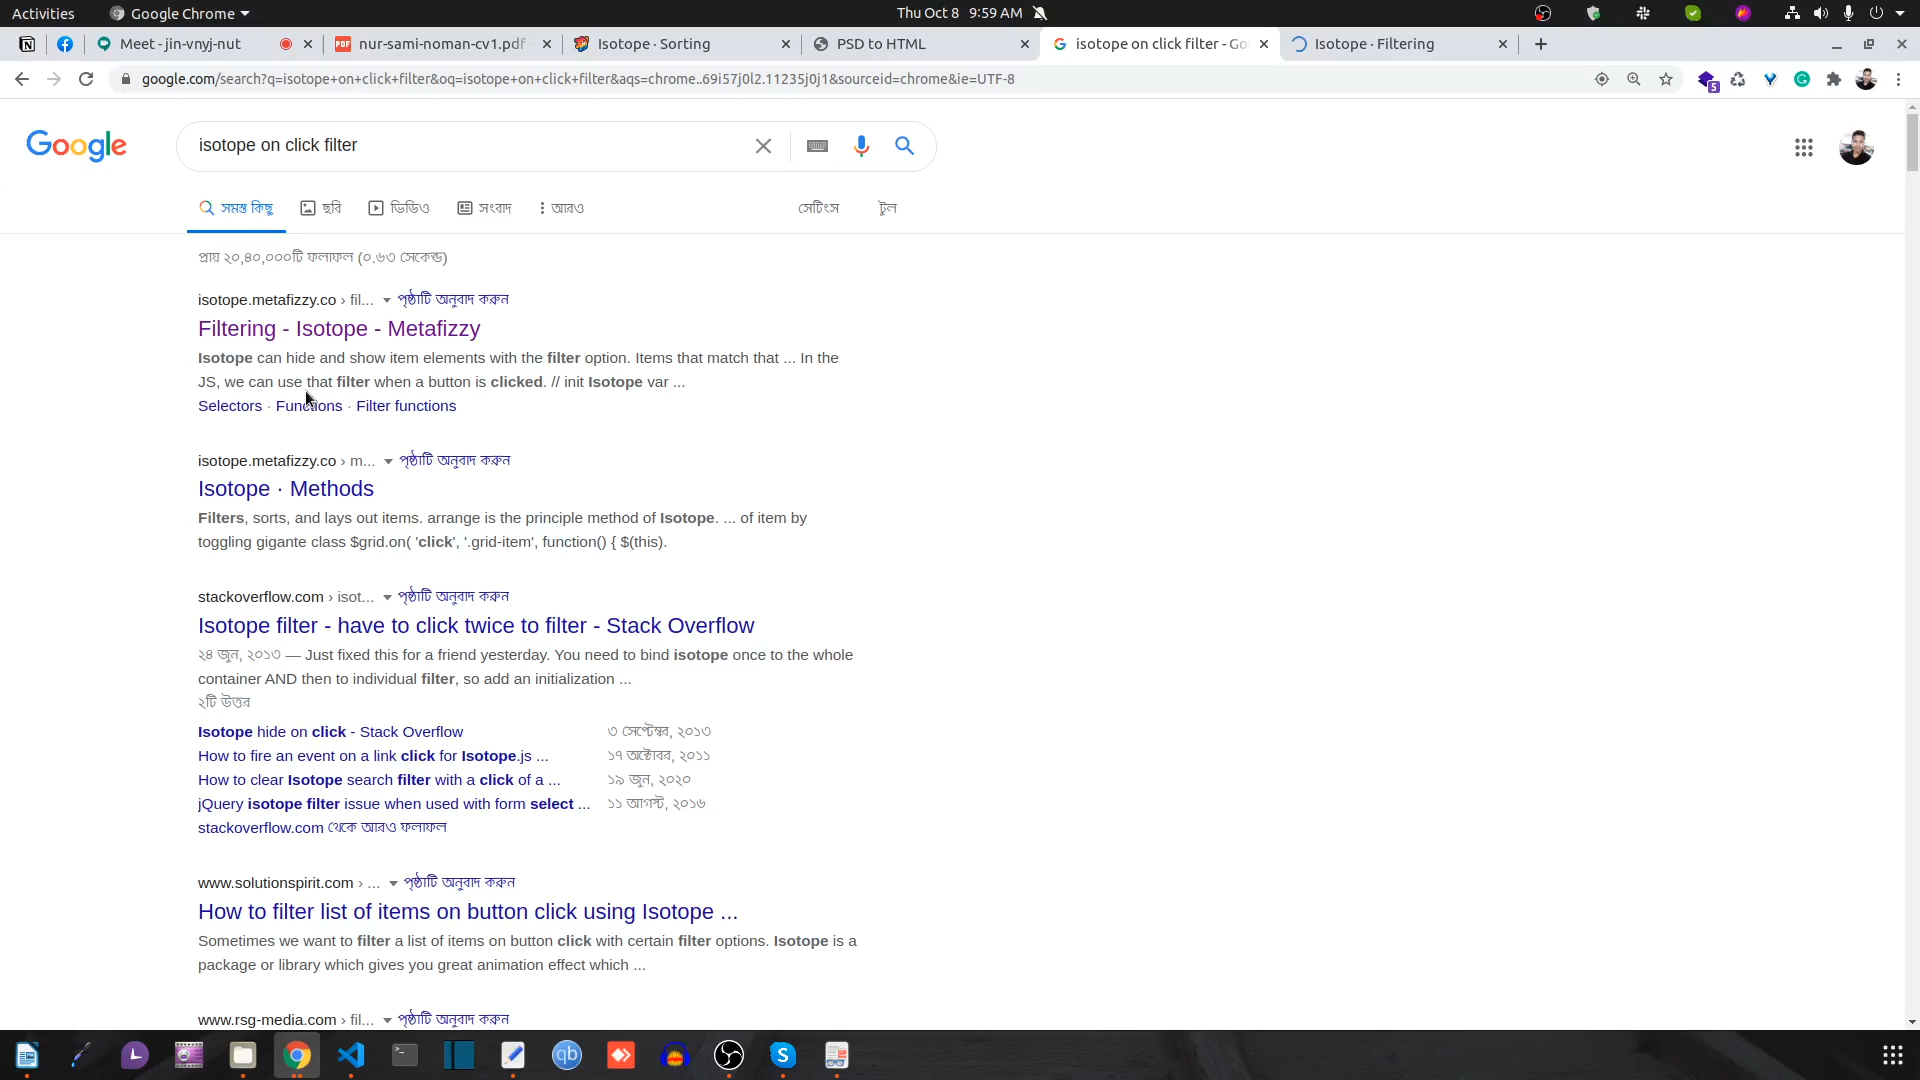 Activities Google Chrome Thu Oct 8 9:59 AM
Meet - jin-vnyj-nut nur-sami-noman-cv1.pdf Isotope · Sorting PSD to HTML isotope on click filter - Go Isotope · Filtering
google.com/search?q=isotope+on+click+filter&oq=isotope+on+click+filter&aqs=chrome..69i57j0l2.11235j0j1&sourceid=chrome&ie=UTF-8
5
Google isotope on click filter
সমস্ত কিছু ছবি ভিডিও সংবাদ আরও সেটিংস টুল
প্রায় ২০,৪০,০০০টি ফলাফল (০.৬৩ সেকেন্ড)
isotope.metafizzy.co › fil... পৃষ্ঠাটি অনুবাদ করুন
Filtering - Isotope - Metafizzy
Isotope can hide and show item elements with the filter option. Items that match that ... In the
JS, we can use that filter when a button is clicked. // init Isotope var ...
Selectors · Functions · Filter functions
isotope.metafizzy.co › m... পৃষ্ঠাটি অনুবাদ করুন
Isotope · Methods
Filters, sorts, and lays out items. arrange is the principle method of Isotope. ... of item by
toggling gigante class $grid.on( 'click', '.grid-item', function() { $(this).
stackoverflow.com › isot... পৃষ্ঠাটি অনুবাদ করুন
Isotope filter - have to click twice to filter - Stack Overflow
২৪ জুন, ২০১৩ — Just fixed this for a friend yesterday. You need to bind isotope once to the whole
container AND then to individual filter, so add an initialization ...
২টি উত্তর
Isotope hide on click - Stack Overflow ৩ সেপ্টেম্বর, ২০১৩
How to fire an event on a link click for Isotope.js ... ১৭ অক্টোবর, ২০১১
How to clear Isotope search filter with a click of a ... ১৯ জুন, ২০২০
jQuery isotope filter issue when used with form select ... ১১ আগস্ট, ২০১৬
stackoverflow.com থেকে আরও ফলাফল
www.solutionspirit.com › ... পৃষ্ঠাটি অনুবাদ করুন
How to filter list of items on button click using Isotope ...
Sometimes we want to filter a list of items on button click with certain filter options. Isotope is a
package or library which gives you great animation effect which ...
www.rsg-media.com › fil... পৃষ্ঠাটি অনুবাদ করুন